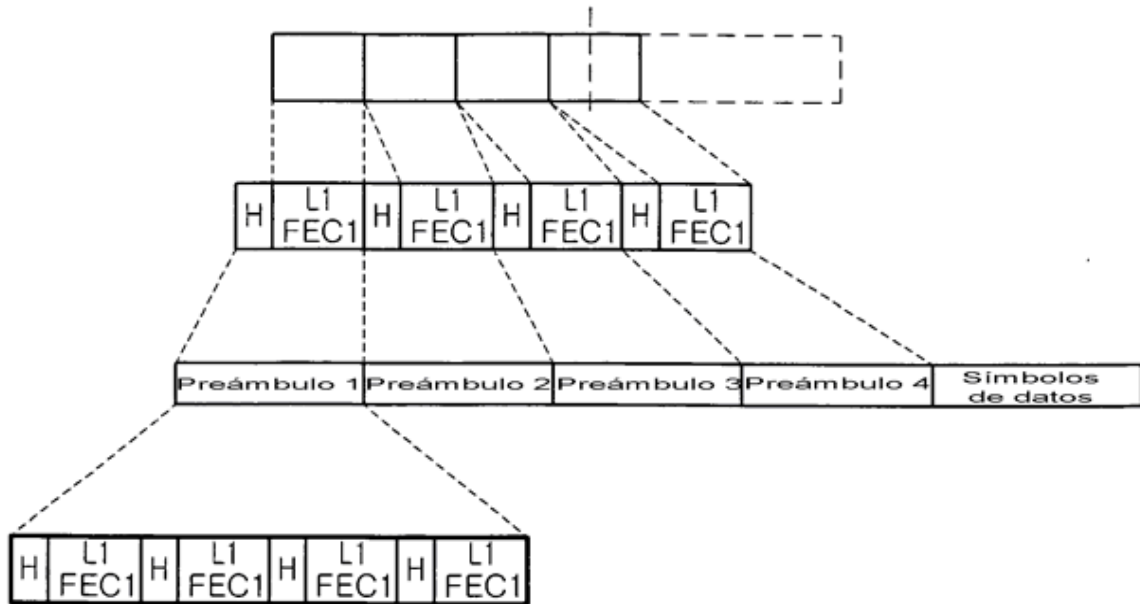 H L1 FEC1 H L1 FEC1 H L1 FEC1 H L1 FEC1
Preámbulo 1 Preámbulo 2 Preámbulo 3 Preámbulo 4 Símbolos de datos
H L1 FEC1 H L1 FEC1 H L1 FEC1 H L1 FEC1